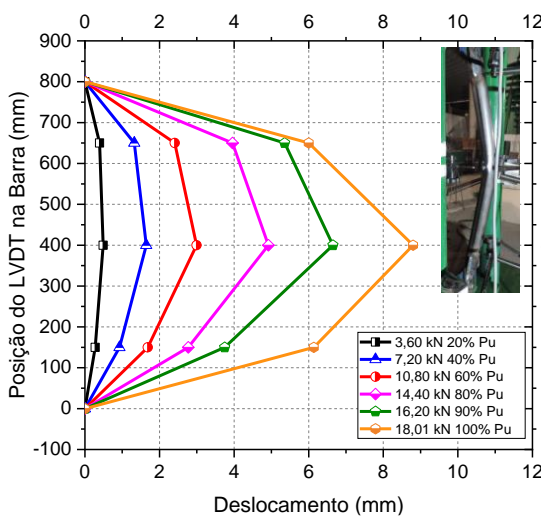 0 2 4 6 8 10 12
900
800
700
600
500
400
300
200
100
0
-100
Posição do LVDT na Barra (mm)
3,60 kN 20% Pu
7,20 kN 40% Pu
10,80 kN 60% Pu
14,40 kN 80% Pu
16,20 kN 90% Pu
18,01 kN 100% Pu
0 2 4 6 8 10 12
Deslocamento (mm)